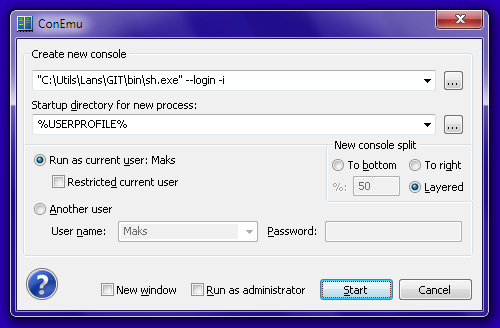 ConEmu
Create new console
"C:\Utils\Lans\GIT\bin\sh.exe" --login -i
...
Startup directory for new process:
%USERPROFILE%
...
Run as current user: Maks
Restricted current user
New console split
To bottom
To right
%:
50
Layered
Another user
User name:
Maks
Password:
?
New window
Run as administrator
Start
Cancel